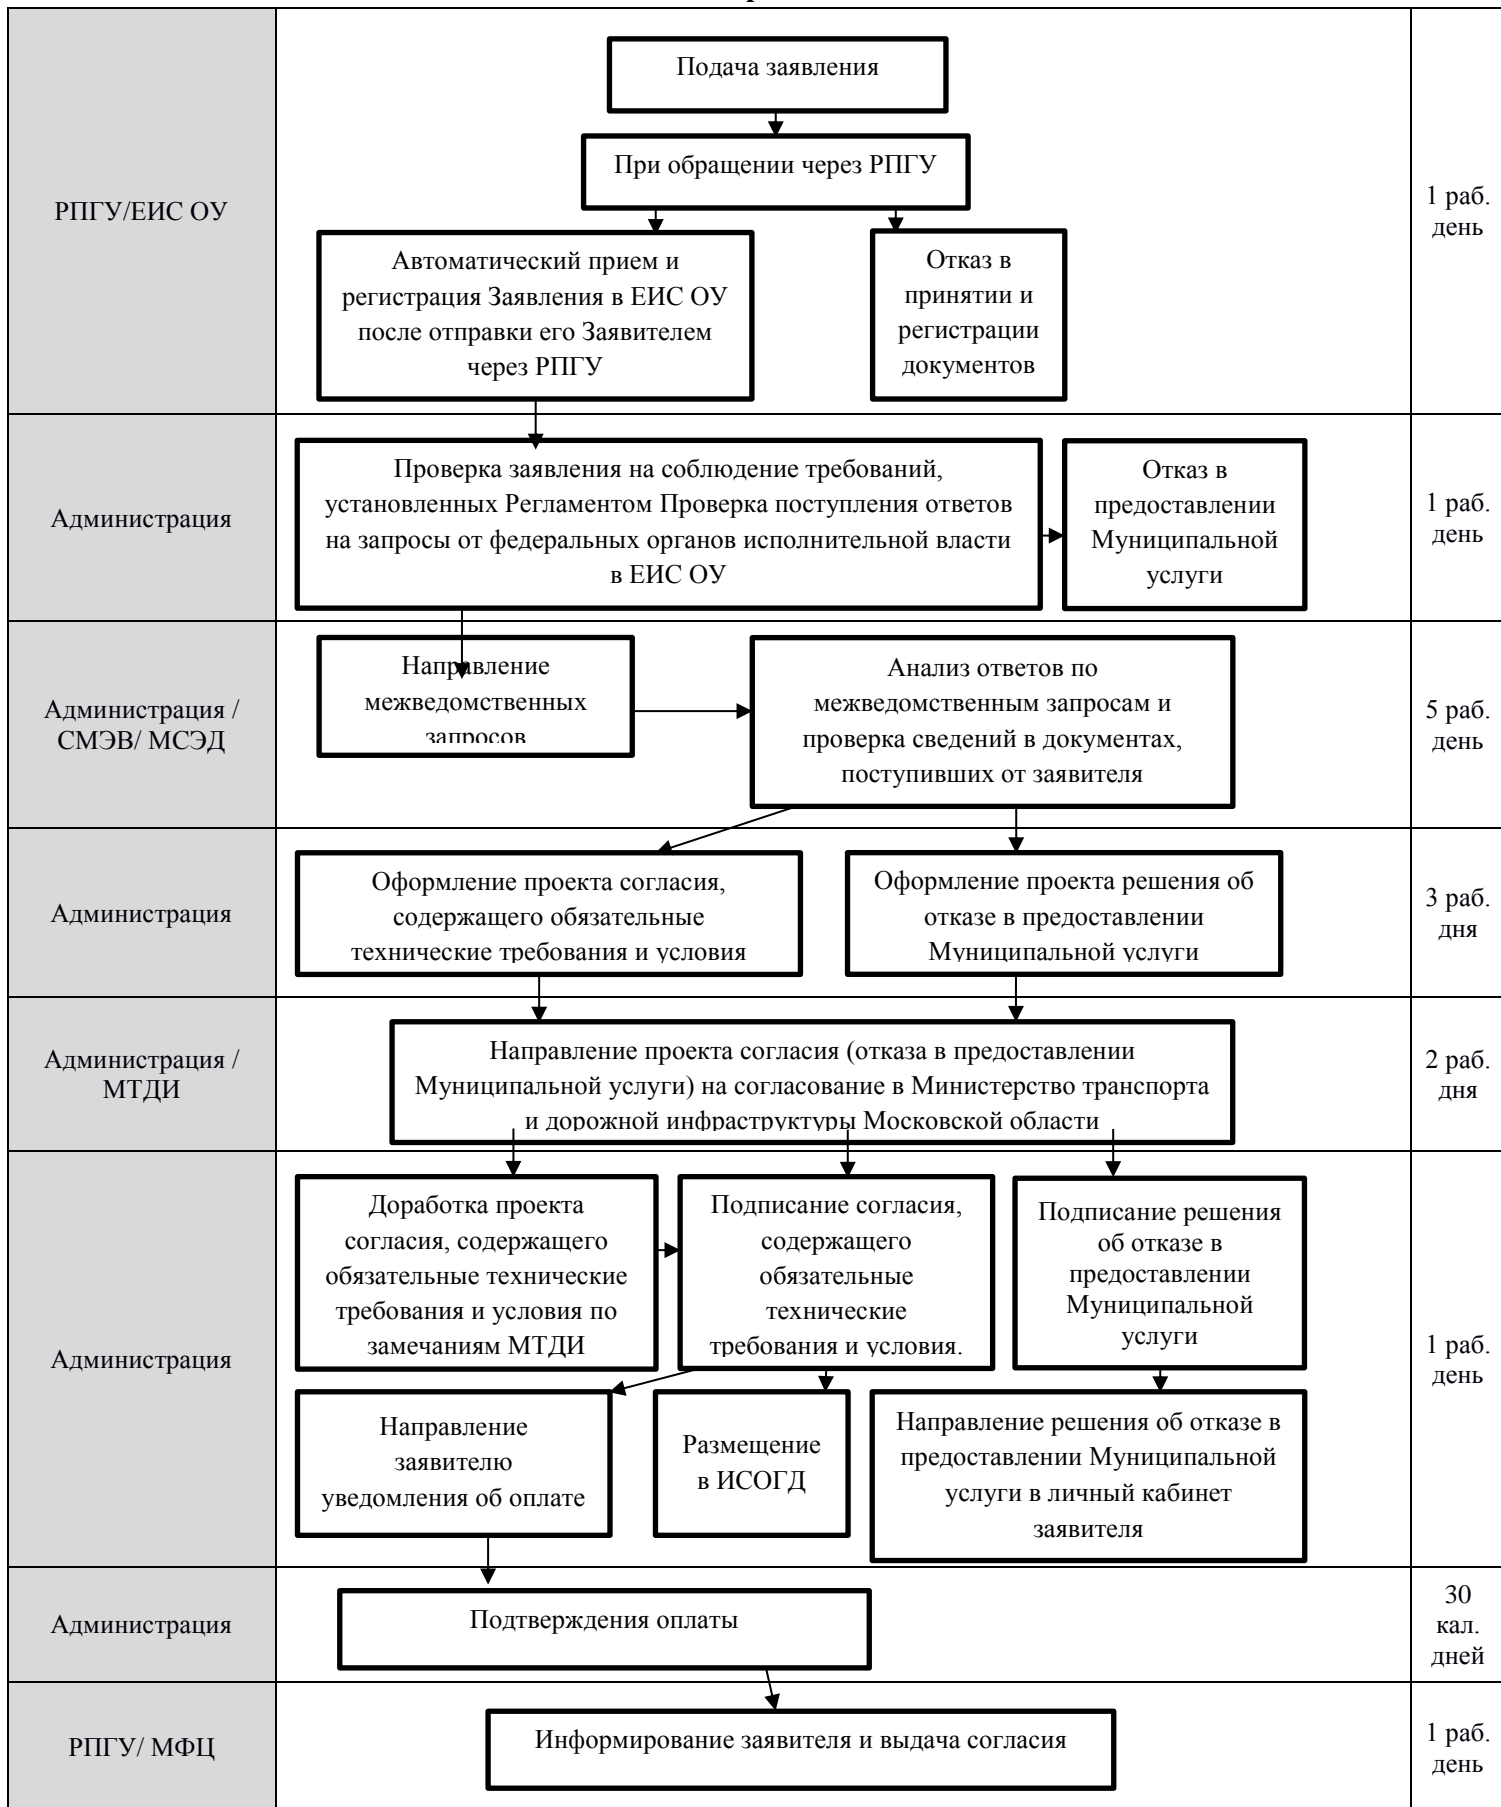 Подача заявления
При обращении через РПГУ
РПГУ/ЕИС ОУ
1 раб.
день
Автоматический прием и
регистрация Заявления в ЕИС ОУ
после отправки его Заявителем
через РПГУ
Отказ в
принятии и
регистрации
документов
Администрация
Проверка заявления на соблюдение требований,
установленных Регламентом Проверка поступления ответов
на запросы от федеральных органов исполнительной власти
в ЕИС ОУ
Отказ в
предоставлении
Муниципальной
услуги
1 раб.
день
Администрация /
СМЭВ/ МСЭД
Направление
межведомственных
запросов
Анализ ответов по
межведомственным запросам и
проверка сведений в документах,
поступивших от заявителя
5 раб.
день
Администрация
Оформление проекта согласия,
содержащего обязательные
технические требования и условия
Оформление проекта решения об
отказе в предоставлении
Муниципальной услуги
3 раб.
дня
Администрация /
МТДИ
Направление проекта согласия (отказа в предоставлении
Муниципальной услуги) на согласование в Министерство транспорта
и дорожной инфраструктуры Московской области
2 раб.
дня
Администрация
Доработка проекта
согласия, содержащего
обязательные технические
требования и условия по
замечаниям МТДИ
Подписание согласия,
содержащего
обязательные
технические
требования и условия.
Подписание решения
об отказе в
предоставлении
Муниципальной
услуги
1 раб.
день
Направление
заявителю
уведомления об оплате
Размещение
в ИСОГД
Направление решения об отказе в
предоставлении Муниципальной
услуги в личный кабинет
заявителя
Администрация
Подтверждения оплаты
30
кал.
дней
РПГУ/ МФЦ
Информирование заявителя и выдача согласия
1 раб.
день